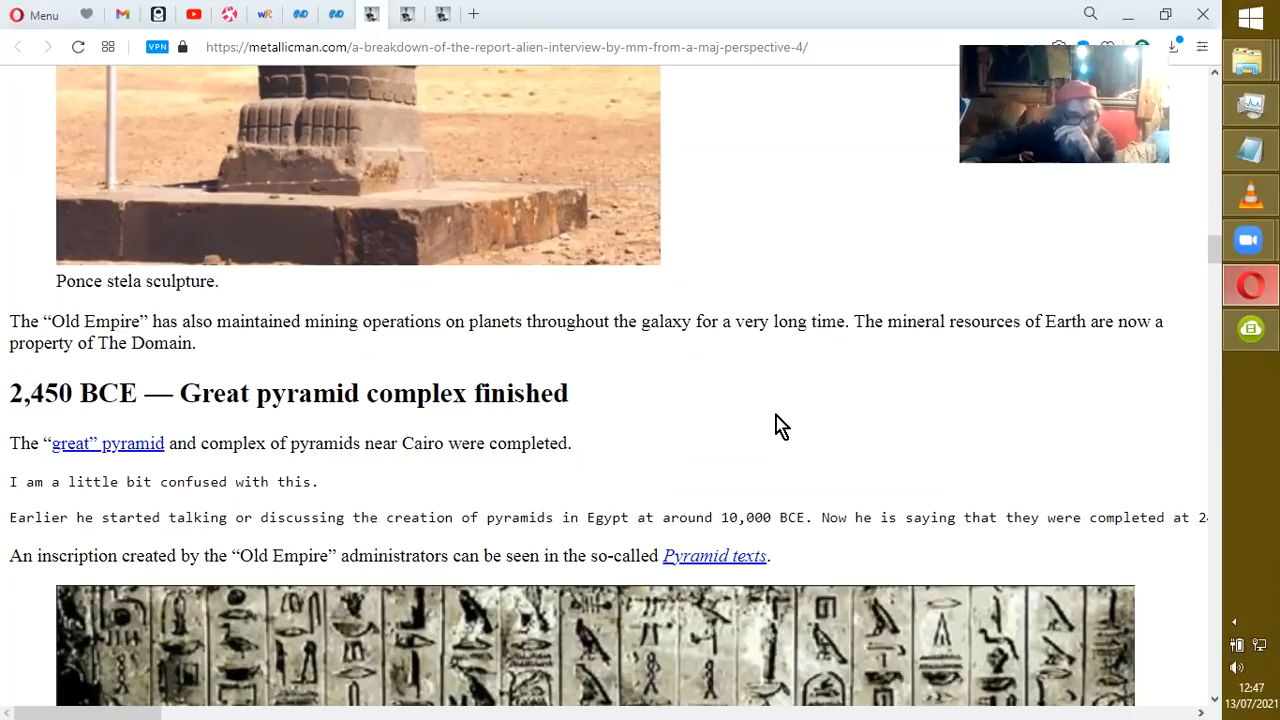 Menu
VPN
https://metallicman.com/a-breakdown-of-the-report-alien-interview-by-mm-from-a-maj-perspective-4/
Ponce stela sculpture.
The “Old Empire” has also maintained mining operations on planets throughout the galaxy for a very long time. The mineral resources of Earth are now a
property of The Domain.
2,450 BCE — Great pyramid complex finished
The “great” pyramid and complex of pyramids near Cairo were completed.
I am a little bit confused with this.
Earlier he started talking or discussing the creation of pyramids in Egypt at around 10,000 BCE. Now he is saying that they were completed at
An inscription created by the “Old Empire” administrators can be seen in the so-called Pyramid texts.
12:47
13/07/2021